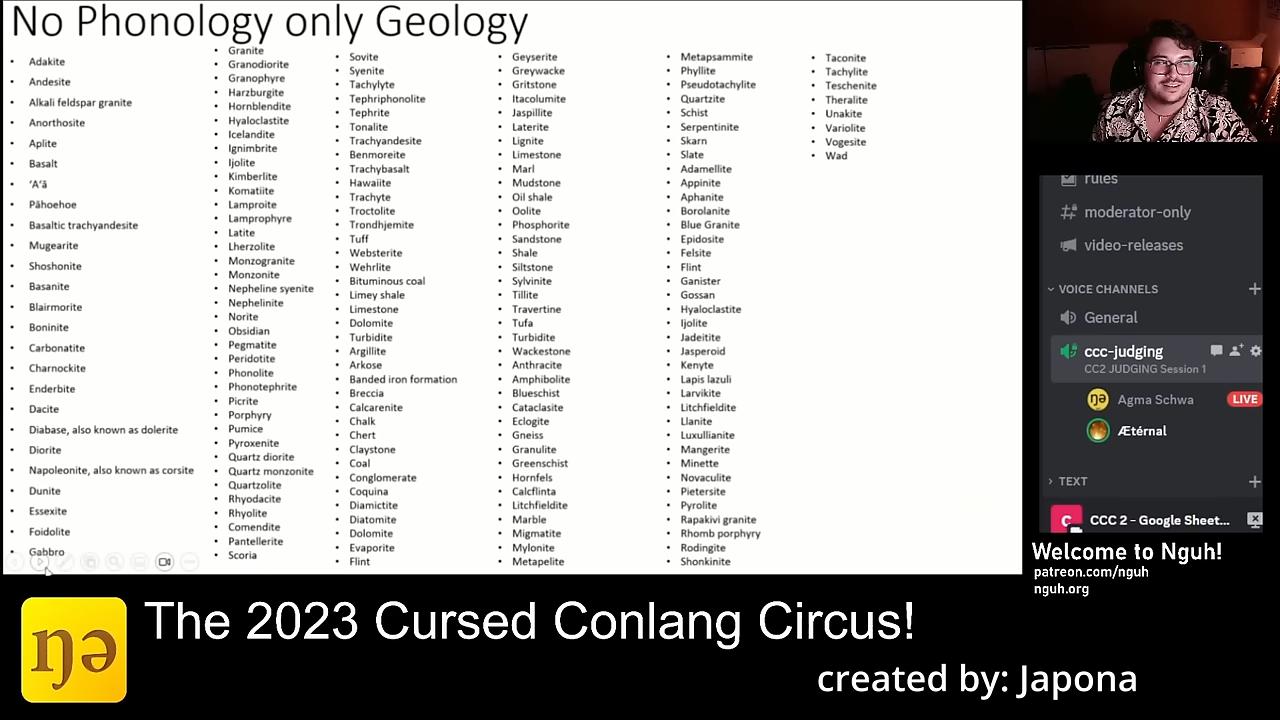 No Phonology only Geology
Adakite
Andesite
Alkali feldspar granite
Anorthosite
Aplite
Basalt
ʻAʻā
Pāhoehoe
Basaltic trachyandesite
Mugearite
Shoshonite
Basanite
Blairmorite
Boninite
Carbonatite
Charnockite
Enderbite
Dacite
Diabase, also known as dolerite
Diorite
Napoleonite, also known as corsite
Dunite
Essexite
Foidolite
Gabbro
Granite
Granodiorite
Granophyre
Harzburgite
Hornblendite
Hyaloclastite
Icelandite
Ignimbrite
Ijolite
Kimberlite
Komatiite
Lamproite
Lamprophyre
Latite
Lherzolite
Monzogranite
Monzonite
Nepheline syenite
Nephelinite
Norite
Obsidian
Pegmatite
Peridotite
Phonolite
Phonotephrite
Picrite
Porphyry
Pumice
Pyroxenite
Quartz diorite
Quartz monzonite
Quartzolite
Rhyodacite
Rhyolite
Comendite
Pantellerite
Scoria
Sovite
Syenite
Tachylyte
Tephriphonolite
Tephrite
Tonalite
Trachyandesite
Benmoreite
Trachybasalt
Hawaiite
Trachyte
Troctolite
Trondhjemite
Tuff
Websterite
Wehrlite
Bituminous coal
Limey shale
Limestone
Dolomite
Turbidite
Argillite
Arkose
Banded iron formation
Breccia
Calcarenite
Chalk
Chert
Claystone
Coal
Conglomerate
Coquina
Diamictite
Diatomite
Dolomite
Evaporite
Flint
Geyserite
Greywacke
Gritstone
Itacolumite
Jaspillite
Laterite
Lignite
Limestone
Marl
Mudstone
Oil shale
Oolite
Phosphorite
Sandstone
Shale
Siltstone
Sylvinite
Tillite
Travertine
Tufa
Turbidite
Wackestone
Anthracite
Amphibolite
Blueschist
Cataclasite
Eclogite
Gneiss
Granulite
Greenschist
Hornfels
Calcflinta
Litchfieldite
Marble
Migmatite
Mylonite
Metapelite
Metapsammite
Phyllite
Pseudotachylite
Quartzite
Schist
Serpentinite
Skarn
Slate
Adamellite
Appinite
Aphanite
Borolanite
Blue Granite
Epidosite
Felsite
Flint
Ganister
Gossan
Hyaloclastite
Ijolite
Jadeitite
Jasperoid
Kenyte
Lapis lazuli
Larvikite
Litchfieldite
Llanite
Luxullianite
Mangerite
Minette
Novaculite
Pietersite
Pyrolite
Rapakivi granite
Rhomb porphyry
Rodingite
Shonkinite
Taconite
Tachylite
Teschenite
Theralite
Unakite
Variolite
Vogesite
Wad
rules
moderator-only
video-releases
VOICE CHANNELS
General
ccc-judging
CC2 JUDGING Session 1
ŋə Agma Schwa LIVE
Ætérnal
TEXT
C CCC 2 - Google Sheet...
Welcome to Nguh!
patreon.com/nguh
nguh.org
ŋə
The 2023 Cursed Conlang Circus!
created by: Japona